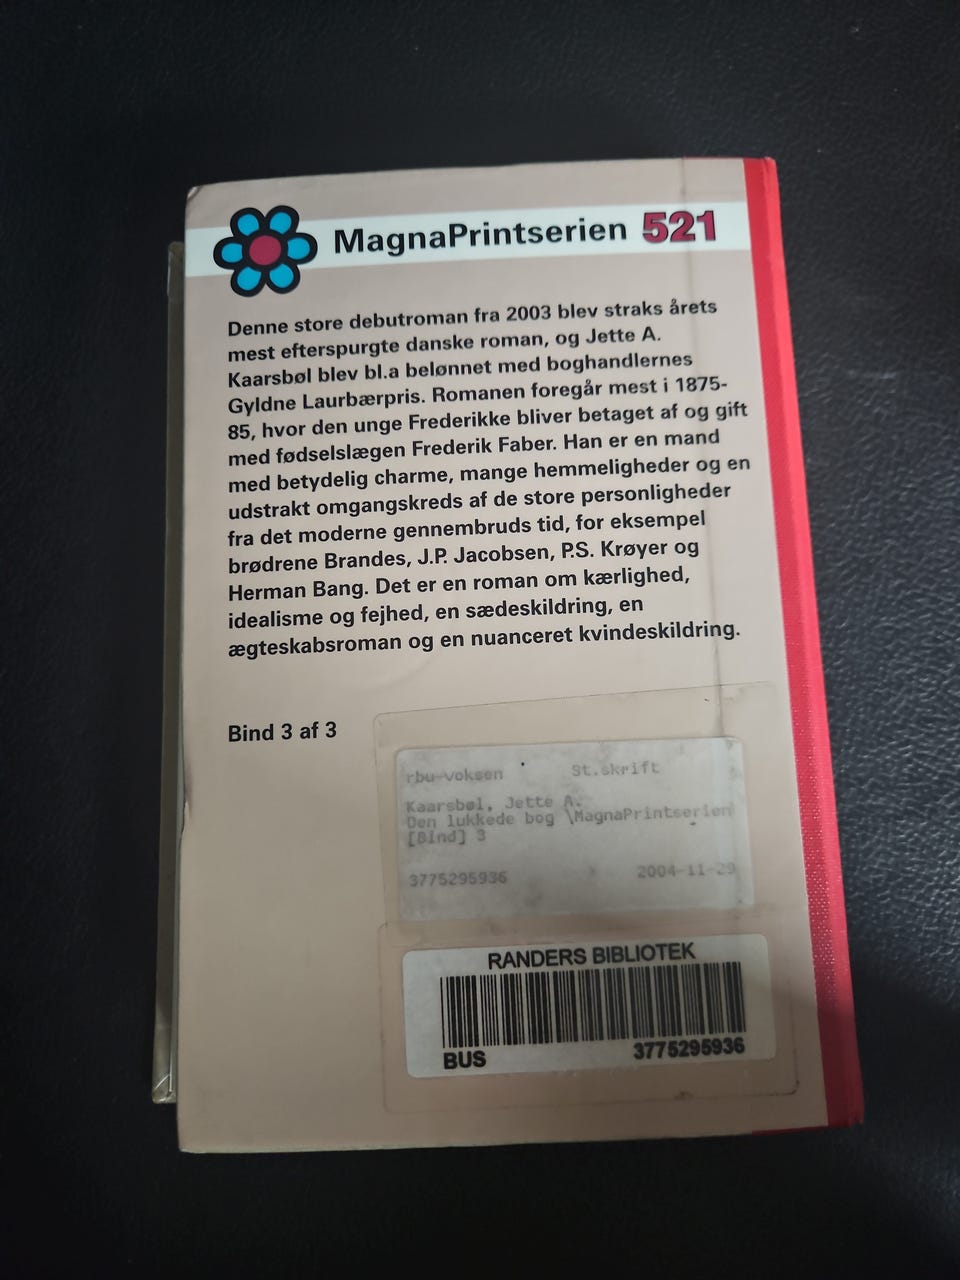 MagnaPrintserien 521
Denne store debutroman fra 2003 blev straks årets
mest efterspurgte danske roman, og Jette A.
Kaarsbøl blev bl.a belønnet med boghandlernes
Gyldne Laurbærpris. Romanen foregår mest i 1875-
85, hvor den unge Frederikke bliver betaget af og gift
med fødselslægen Frederik Faber. Han er en mand
med betydelig charme, mange hemmeligheder og en
udstrakt omgangskreds af de store personligheder
fra det moderne gennembruds tid, for eksempel
brødrene Brandes, J.P. Jacobsen, P.S. Krøyer og
Herman Bang. Det er en roman om kærlighed,
idealisme og fejhed, en sædeskildring, en
ægteskabsroman og en nuanceret kvindeskildring.
Bind 3 af 3
rbu-voksen St.skrift
Kaarsbøl, Jette A.
Den lukkede bog \MagnaPrintserien
[Bind] 3
3775295936 2004-11-29
RANDERS BIBLIOTEK
BUS 3775295936